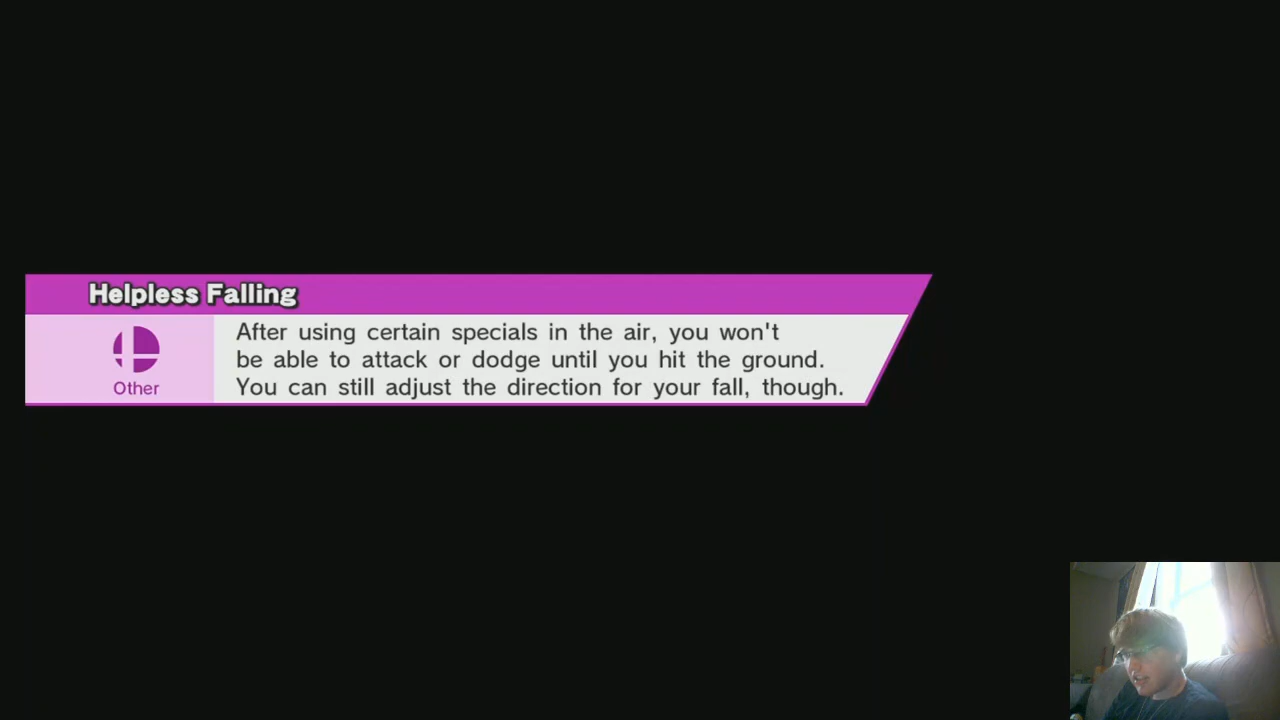 Helpless Falling
Other
After using certain specials in the air, you won't
be able to attack or dodge until you hit the ground.
You can still adjust the direction for your fall, though.